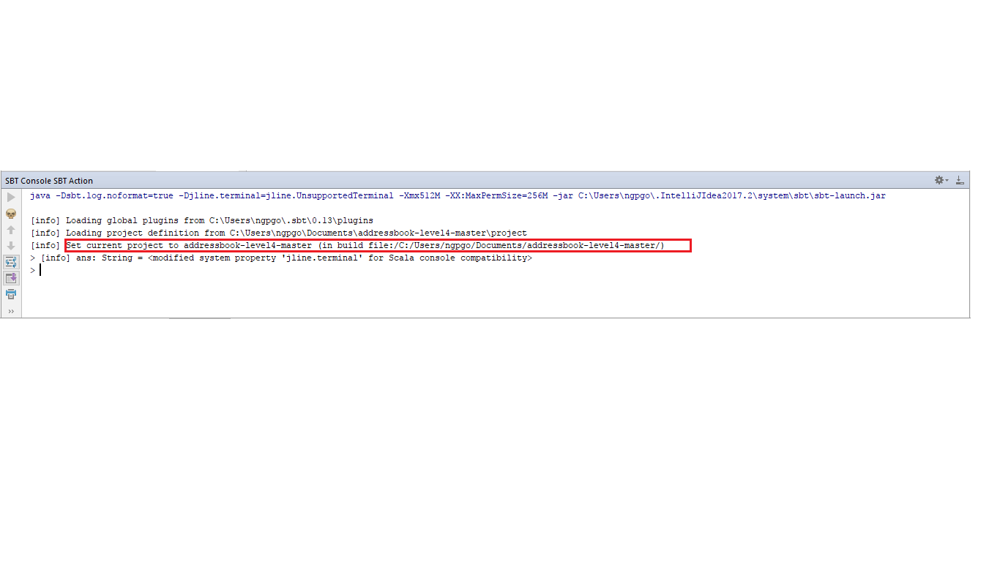 SBT Console SBT Action
java -Dsbt.log.noformat=true -Djline.terminal=jline.UnsupportedTerminal -Xmx512M -XX:MaxPermSize=256M -jar C:\Users\ngpgo\.IntelliJIdea2017.2\system\sbt\sbt-launch.jar
[info] Loading global plugins from C:\Users\ngpgo\.sbt\0.13\plugins
[info] Loading project definition from C:\Users\ngpgo\Documents\addressbook-level4-master\project
[info] Set current project to addressbook-level4-master (in build file:/C:/Users/ngpgo/Documents/addressbook-level4-master/)
> [info] ans: String = <modified system property 'jline.terminal' for Scala console compatibility>
>